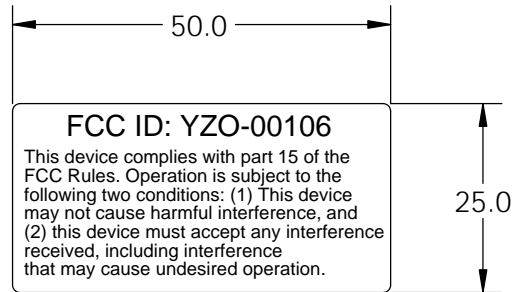 50.0
FCC ID: YZO-00106
This device complies with part 15 of the
FCC Rules. Operation is subject to the
following two conditions: (1) This device
may not cause harmful interference, and
(2) this device must accept any interference
received, including interference
that may cause undesired operation.
25.0